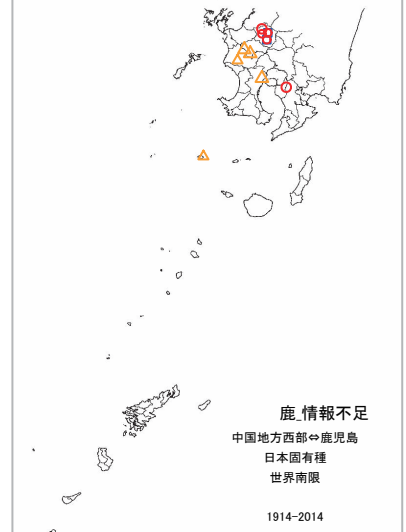 鹿_情報不足
中国地方西部⇔鹿児島
日本固有種
世界南限
1914-2014